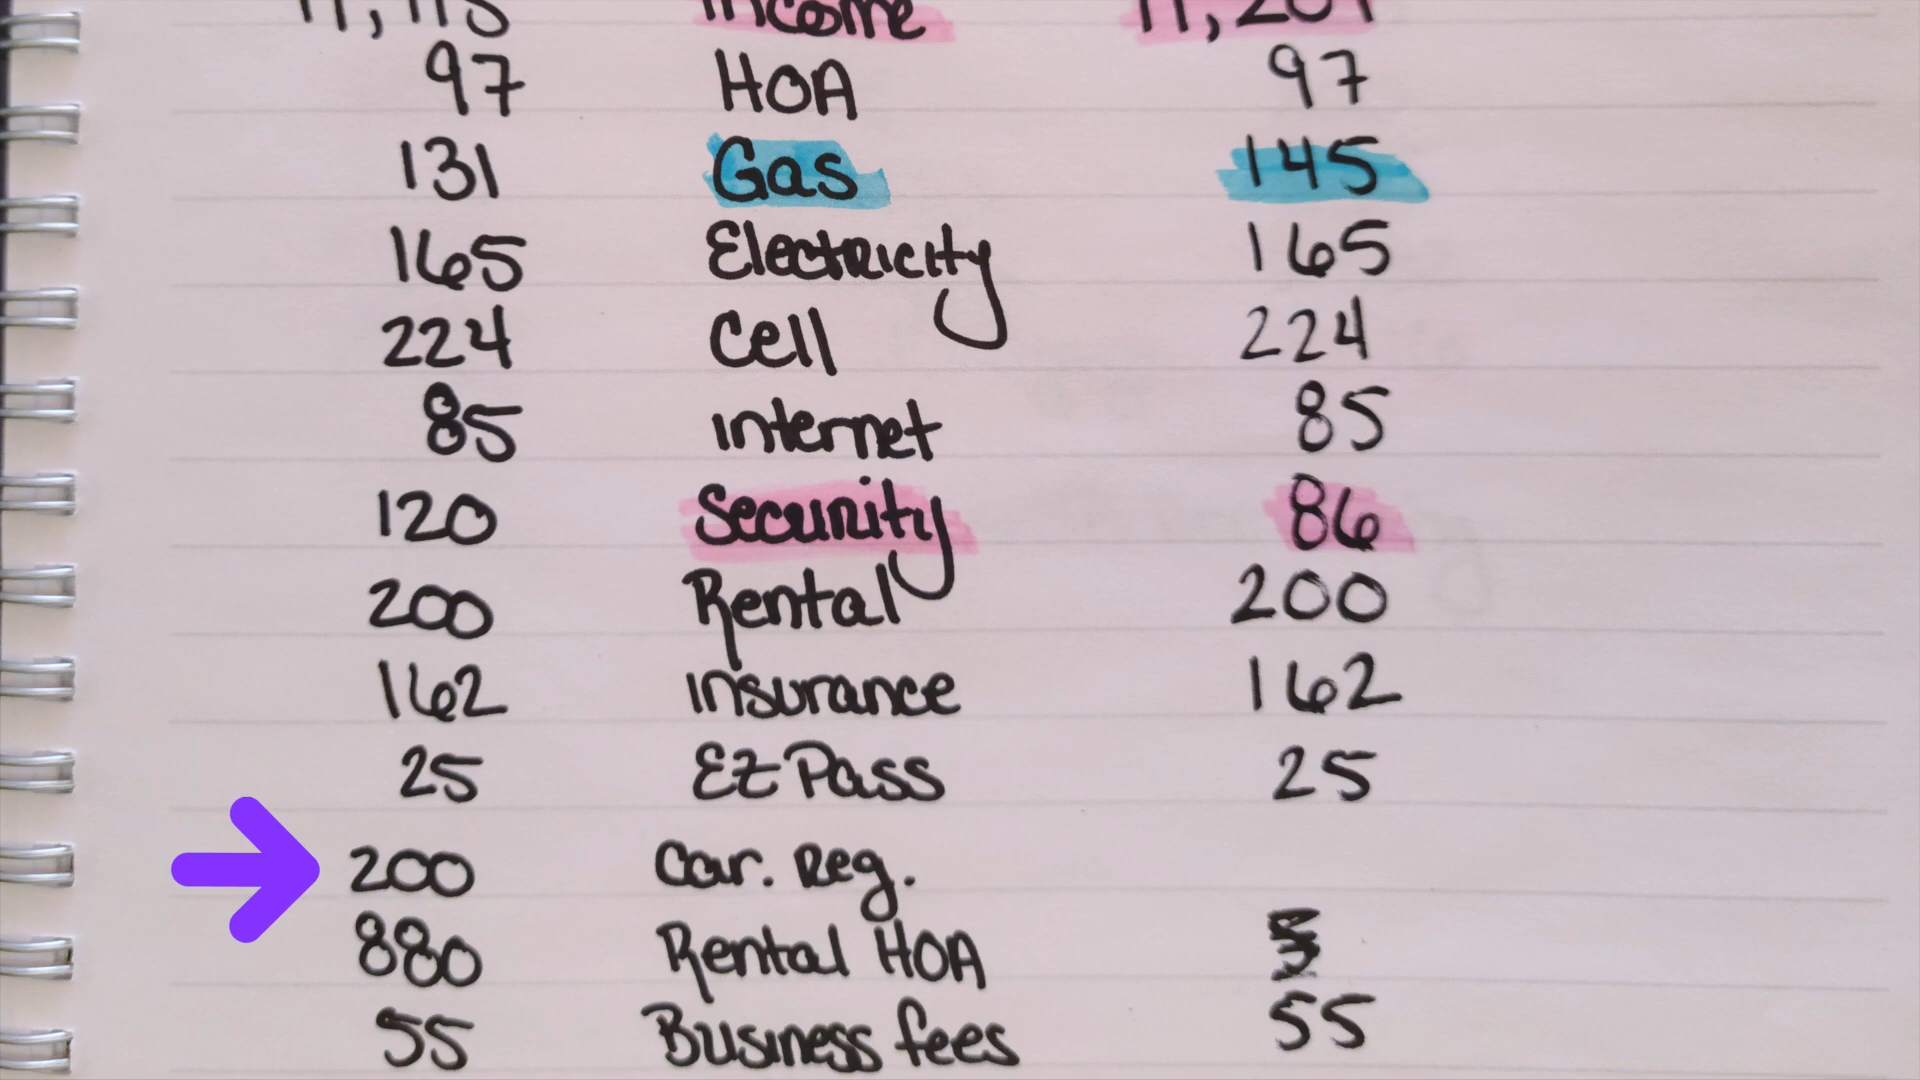 Income
97 HOA 97
131 Gas 145
165 Electricity 165
224 Cell 224
85 internet 85
120 Security 86
200 Rental 200
162 insurance 162
25 EZ Pass 25
200 Car. Reg.
880 Rental HOA
55 Business fees 55